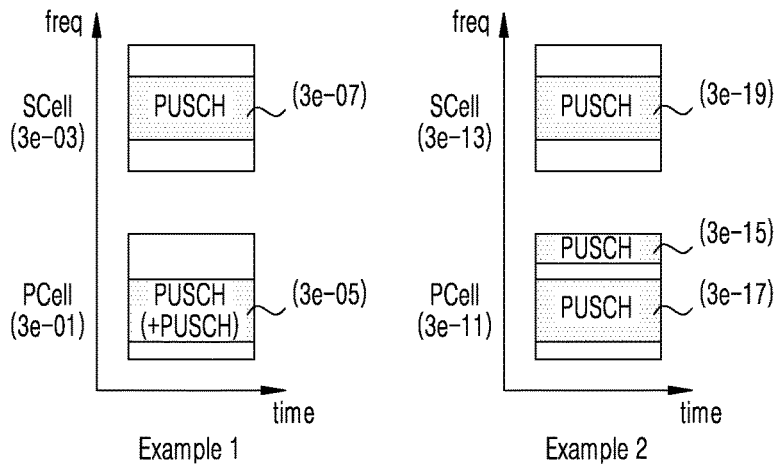 freq
SCell
(3e-03)
PUSCH
(3e-07)
PCell
(3e-01)
PUSCH
(+PUSCH)
(3e-05)
time
Example 1
freq
SCell
(3e-13)
PUSCH
(3e-19)
PUSCH
(3e-15)
PCell
(3e-11)
PUSCH
(3e-17)
time
Example 2